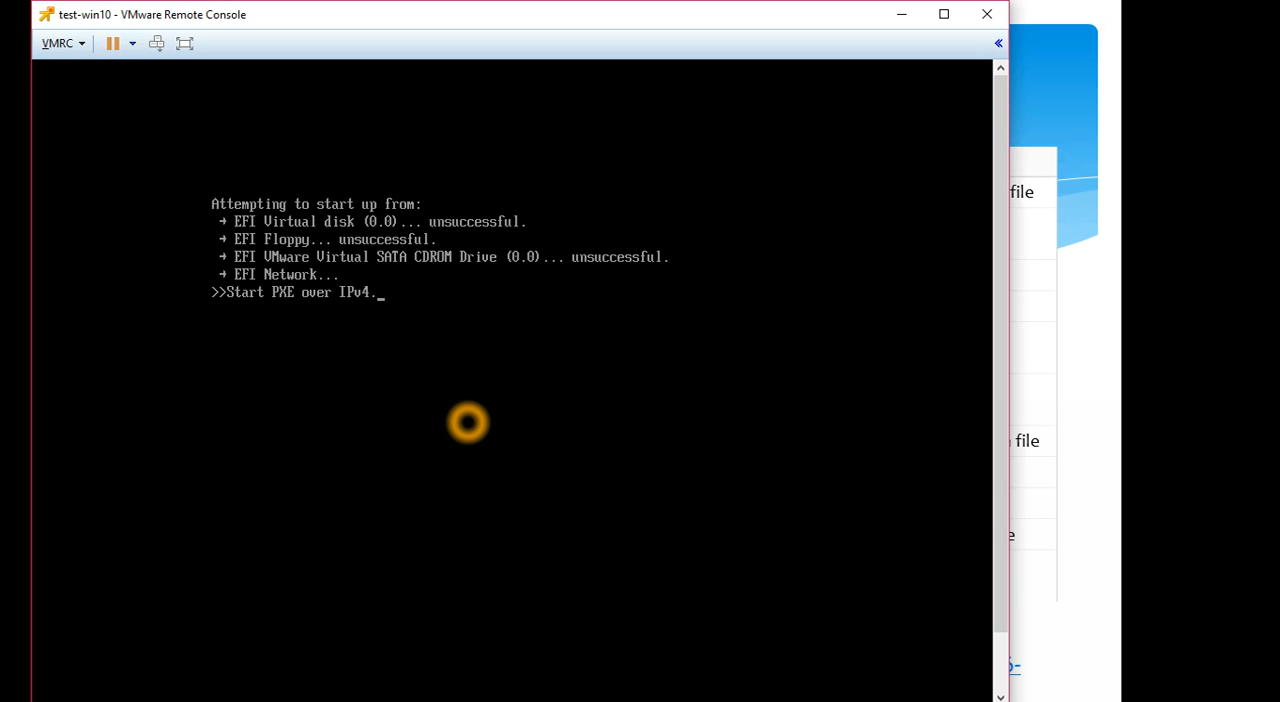 test-win10 - VMware Remote Console
VMRC
Attempting to start up from:
→ EFI Virtual disk (0.0)... unsuccessful.
→ EFI Floppy... unsuccessful.
→ EFI VMware Virtual SATA CDROM Drive (0.0)... unsuccessful.
→ EFI Network...
>>Start PXE over IPv4._
file
file